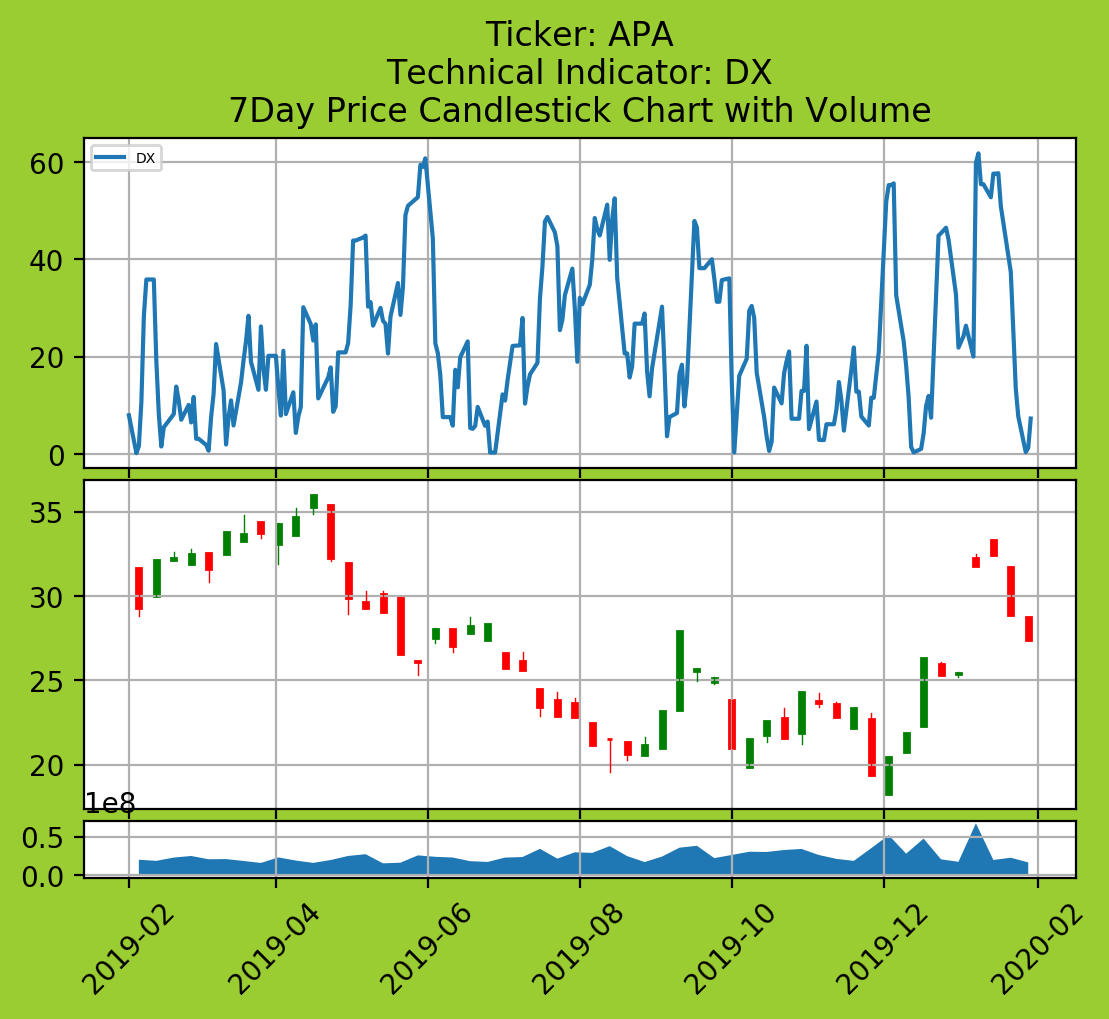 Ticker: APA
Technical Indicator: DX
7Day Price Candlestick Chart with Volume
DX
60
40
20
0
35
30
25
20
1e8
0.5
0.0
2019-02 2019-04 2019-06 2019-08 2019-10 2019-12 2020-02